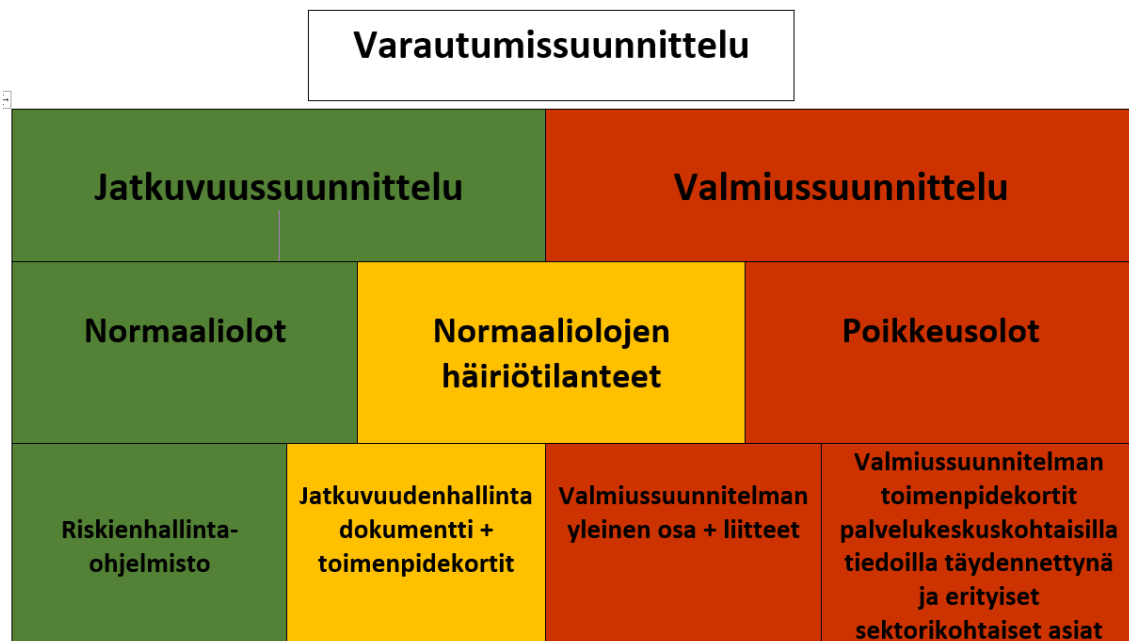 Varautumissuunnittelu
Jatkuvuussuunnittelu
Valmiussuunnittelu
Normaaliolot
Normaaliolojen
häiriötilanteet
Poikkeusolot
Riskienhallinta-
ohjelmisto
Jatkuvuudenhallinta
dokumentti +
toimenpidekortit
Valmiussuunnitelman
yleinen osa + liitteet
Valmiussuunnitelman
toimenpidekortit
palvelukeskuskohtaisilla
tiedoilla täydennettynä
ja erityiset
sektorikohtaiset asiat